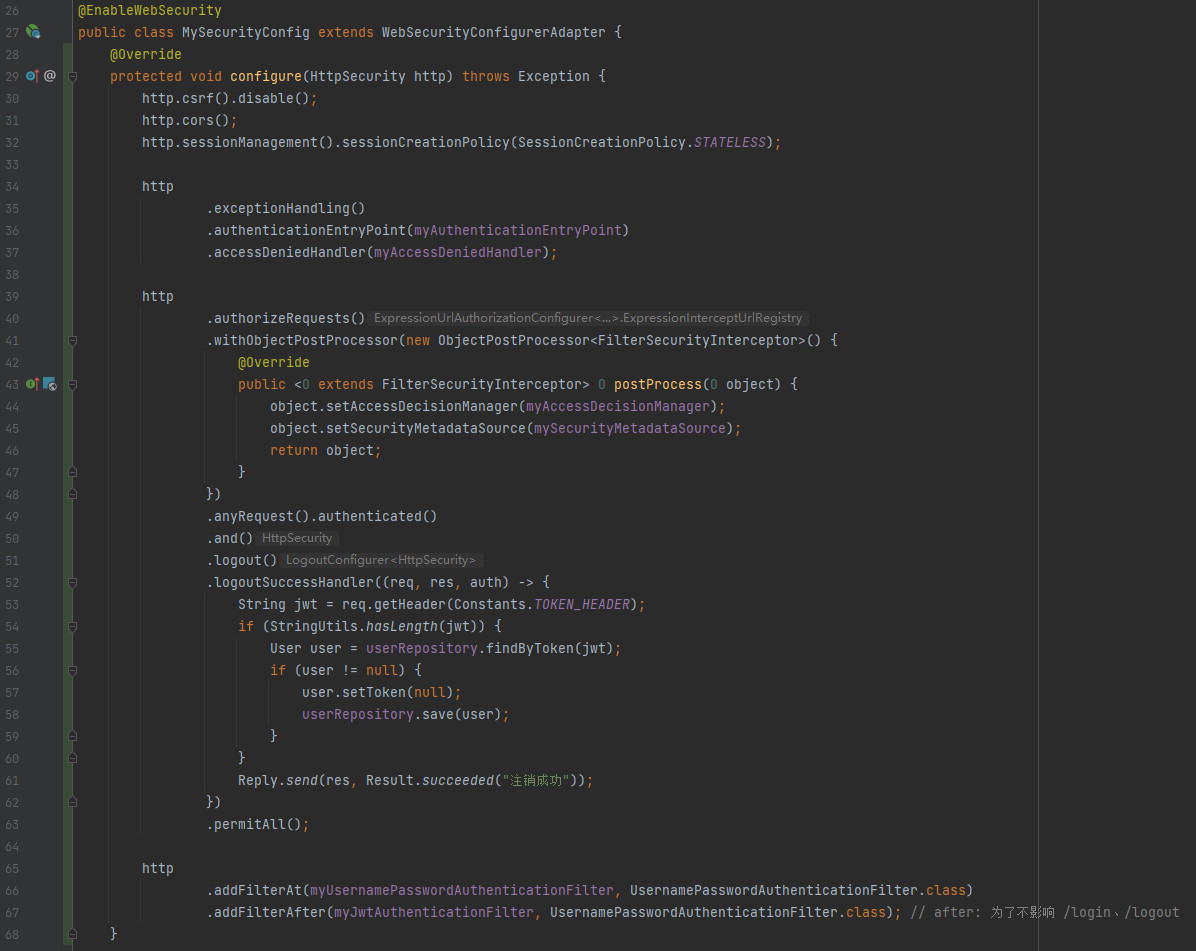 26 @EnableWebSecurity
27 public class MySecurityConfig extends WebSecurityConfigurerAdapter {
28     @Override
29 @     protected void configure(HttpSecurity http) throws Exception {
30         http.csrf().disable();
31         http.cors();
32         http.sessionManagement().sessionCreationPolicy(SessionCreationPolicy.STATELESS);
33
34         http
35                 .exceptionHandling()
36                 .authenticationEntryPoint(myAuthenticationEntryPoint)
37                 .accessDeniedHandler(myAccessDeniedHandler);
38
39         http
40                 .authorizeRequests() ExpressionUrlAuthorizationConfigurer<...>.ExpressionInterceptUrlRegistry
41                 .withObjectPostProcessor(new ObjectPostProcessor<FilterSecurityInterceptor>() {
42                     @Override
43                     public <O extends FilterSecurityInterceptor> O postProcess(O object) {
44                         object.setAccessDecisionManager(myAccessDecisionManager);
45                         object.setSecurityMetadataSource(mySecurityMetadataSource);
46                         return object;
47                     }
48                 })
49                 .anyRequest().authenticated()
50                 .and() HttpSecurity
51                 .logout() LogoutConfigurer<HttpSecurity>
52                 .logoutSuccessHandler((req, res, auth) -> {
53                     String jwt = req.getHeader(Constants.TOKEN_HEADER);
54                     if (StringUtils.hasLength(jwt)) {
55                         User user = userRepository.findByToken(jwt);
56                         if (user != null) {
57                             user.setToken(null);
58                             userRepository.save(user);
59                         }
60                     }
61                     Reply.send(res, Result.succeeded("注销成功"));
62                 })
63                 .permitAll();
64
65         http
66                 .addFilterAt(myUsernamePasswordAuthenticationFilter, UsernamePasswordAuthenticationFilter.class)
67                 .addFilterAfter(myJwtAuthenticationFilter, UsernamePasswordAuthenticationFilter.class); // after: 为了不影响 /login、/logout
68     }